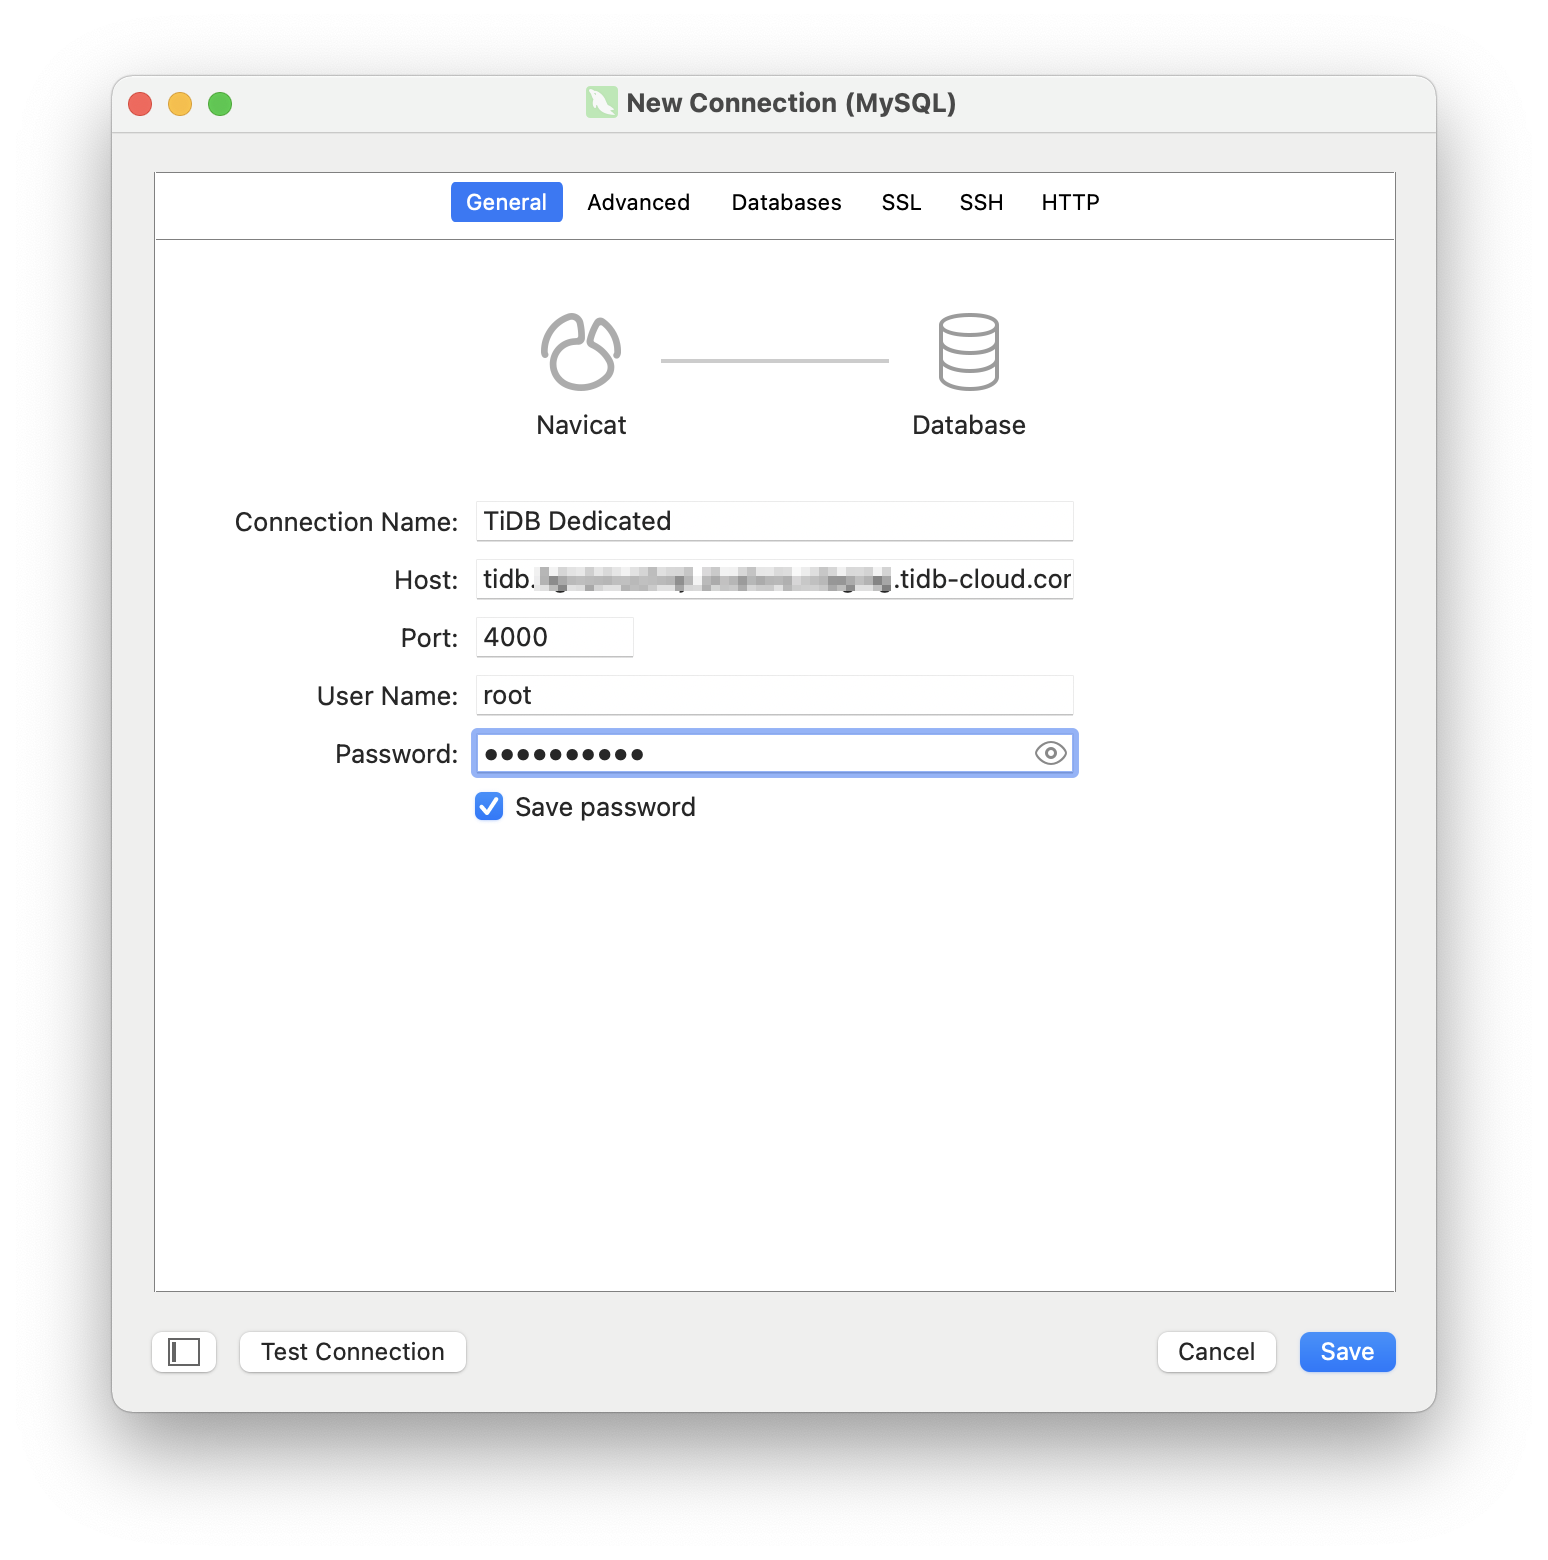 New Connection (MySQL)
General Advanced Databases SSL SSH HTTP
Navicat Database
Connection Name: TiDB Dedicated
Host: tidb. .tidb-cloud.cor
Port: 4000
User Name: root
Password: ●●●●●●●●●●
Save password
Test Connection Cancel Save